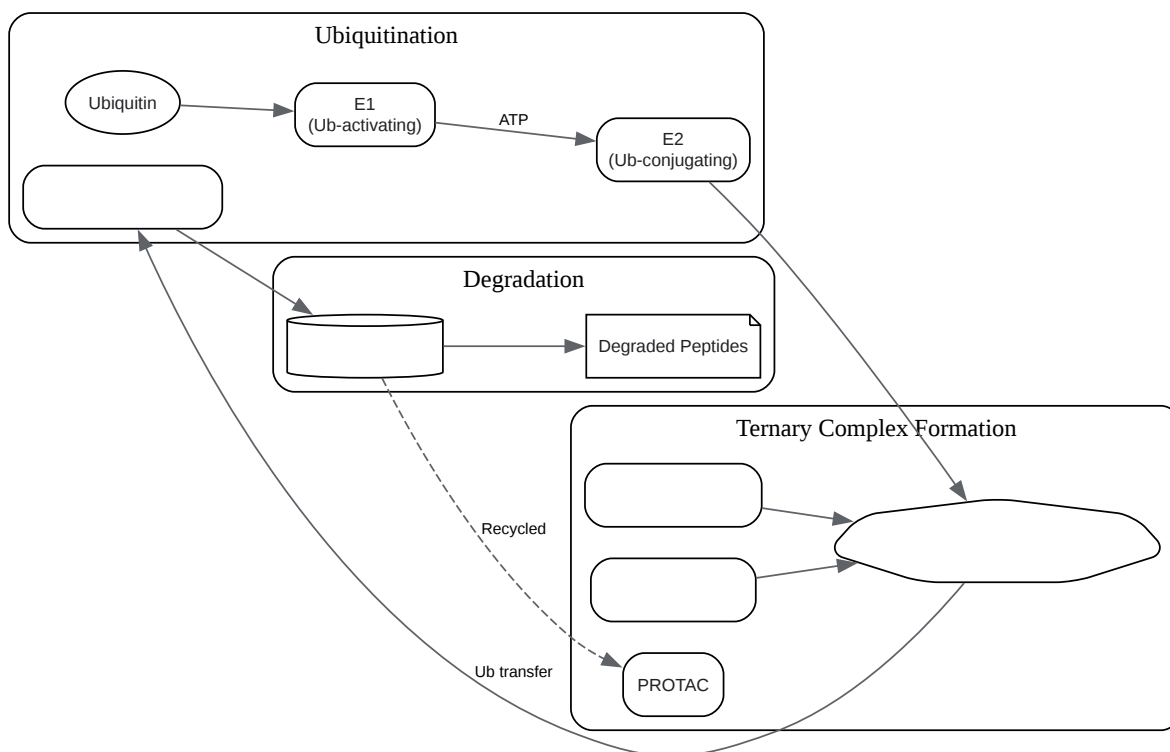 Ubiquitination
Ubiquitin
E1
(Ub-activating)
ATP
E2
(Ub-conjugating)
Degradation
Degraded Peptides
Ternary Complex Formation
Recycled
Ub transfer
PROTAC